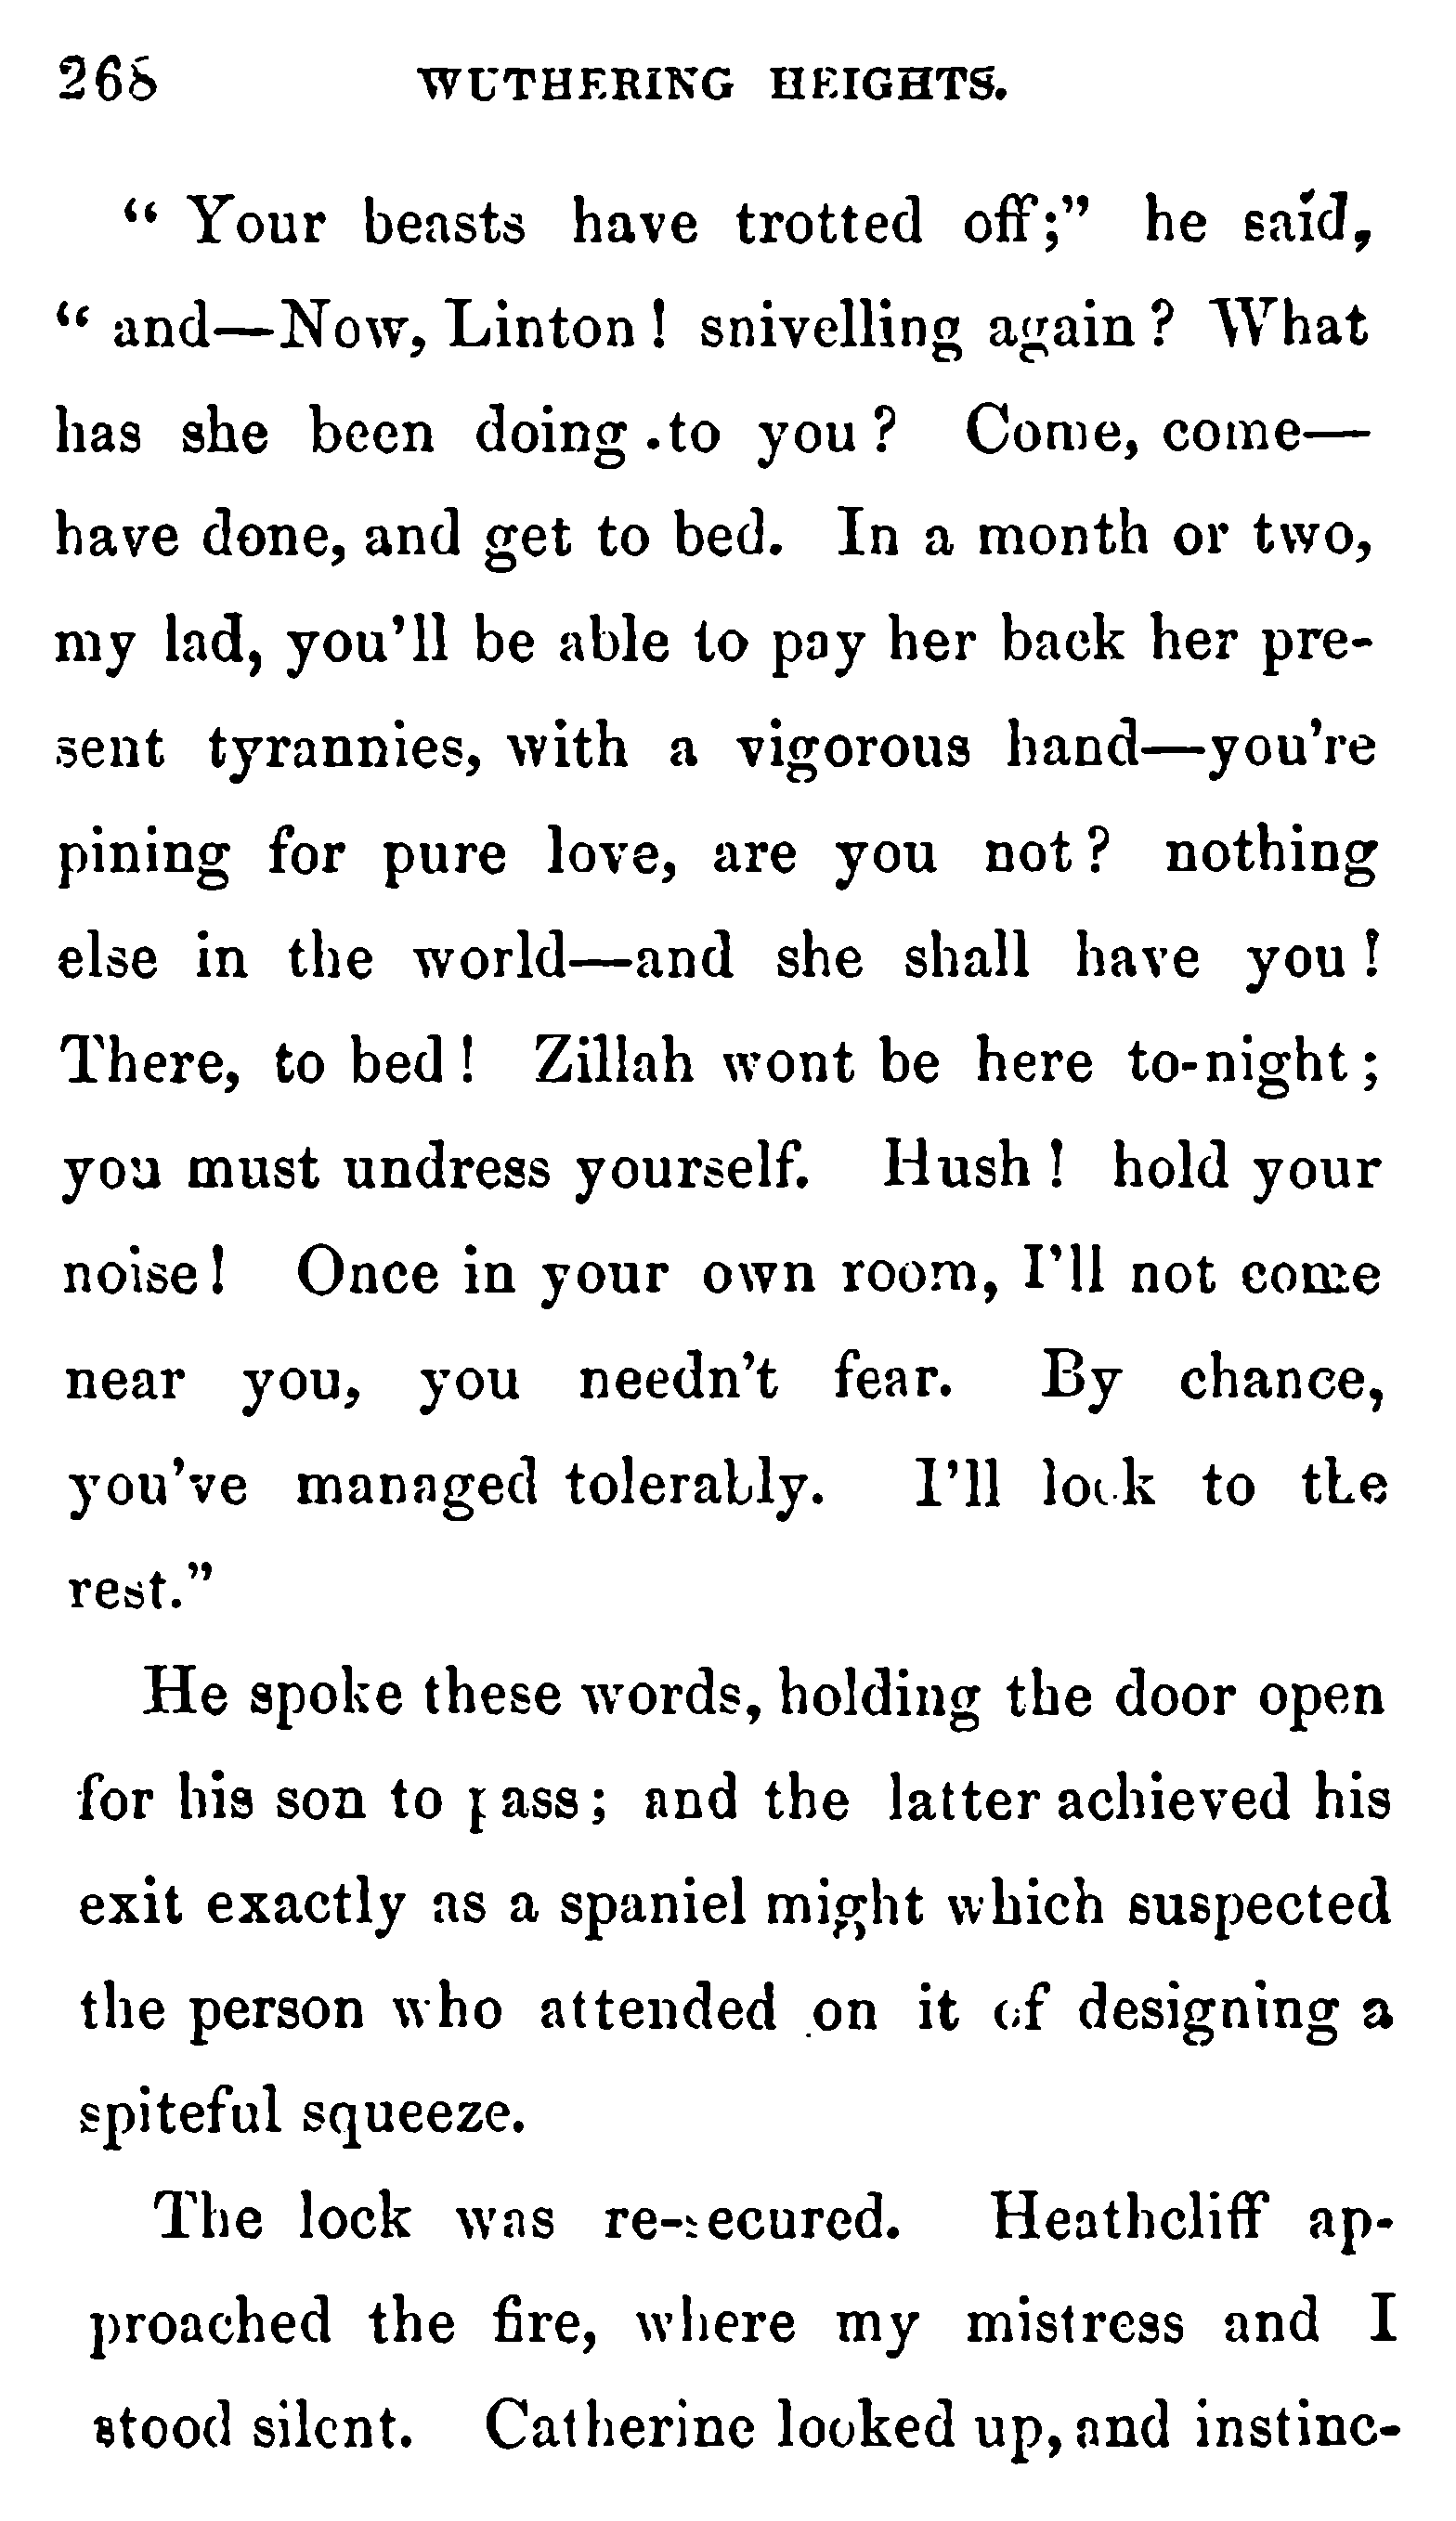 268 WUTHERING HEIGHTS.
“ Your beasts have trotted off;” he said,
“ and—Now, Linton ! snivelling again ? What
has she been doing .to you ? Come, come—
have done, and get to bed. In a month or two,
my lad, you’ll be able to pay her back her pre-
sent tyrannies, with a vigorous hand—you’re
pining for pure love, are you not ? nothing
else in the world—and she shall have you !
There, to bed ! Zillah wont be here to-night ;
you must undress yourself. Hush ! hold your
noise ! Once in your own room, I’ll not come
near you, you needn’t fear. By chance,
you’ve managed tolerably. I’ll look to the
rest.”
He spoke these words, holding the door open
for his son to pass ; and the latter achieved his
exit exactly as a spaniel might which suspected
the person who attended on it of designing a
spiteful squeeze.
The lock was re-secured. Heathcliff ap-
proached the fire, where my mistress and I
stood silent. Catherine looked up, and instinc-